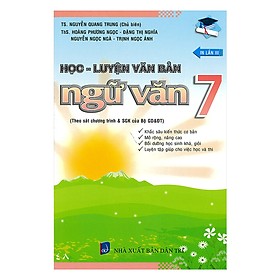 TS. NGUYỄN QUANG TRUNG (Chủ biên)
ThS. HOÀNG PHƯƠNG NGỌC - ĐẶNG THỊ NGHĨA
NGUYỄN NGỌC NGÀ - TRỊNH NGỌC ÁNH
IN LẦN III
HỌC - LUYỆN VĂN BẢN
ngữ văn 7
(Theo sát chương trình & SGK của Bộ GD&ĐT)
Khắc sâu kiến thức cơ bản
Mở rộng, nâng cao
Bồi dưỡng học sinh khá, giỏi
Luyện tập giúp cho việc học và thi
NHÀ XUẤT BẢN DÂN TRÍ